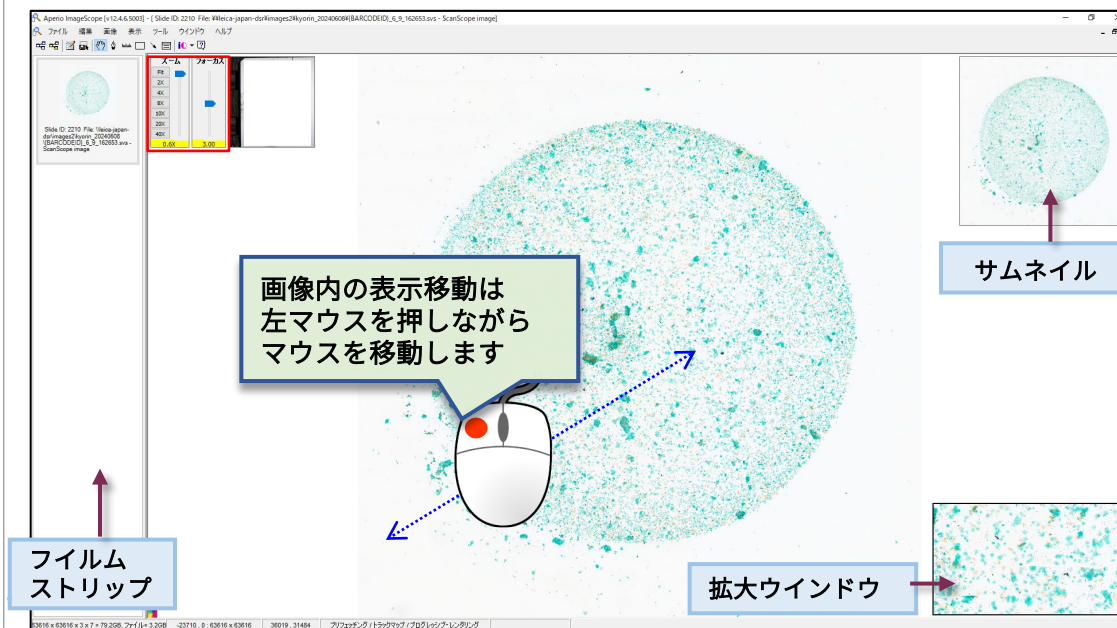 Aperio ImageScope [v12.4.6.5003] - [ Slide ID: 2210 File: ¥¥leica-japan-dsr¥images2¥kyorin_20240608¥[BARCODEID]_6_9_162653.svs - ScanScope image]
ファイル 編集 画像 表示 ツール ウインドウ ヘルプ
iC
Slide ID: 2210 File: \\leica-japan-
dsr\images2\kyorin_20240608
\[BARCODEID]_6_9_162653.svs -
ScanScope image
ズーム フォーカス
Fit
2X
4X
8X
10X
20X
40X
0.6X 3.00
サムネイル
画像内の表示移動は
左マウスを押しながら
マウスを移動します
フイルム
ストリップ
拡大ウインドウ
63616 x 63616 x 3 x 7 = 79.2GB, ファイル= 3.2GB -23710 , 0 : 63616 x 63616 36019 , 31484 プリフェッチング / トラックマップ / プログレッシブ・レンダリング